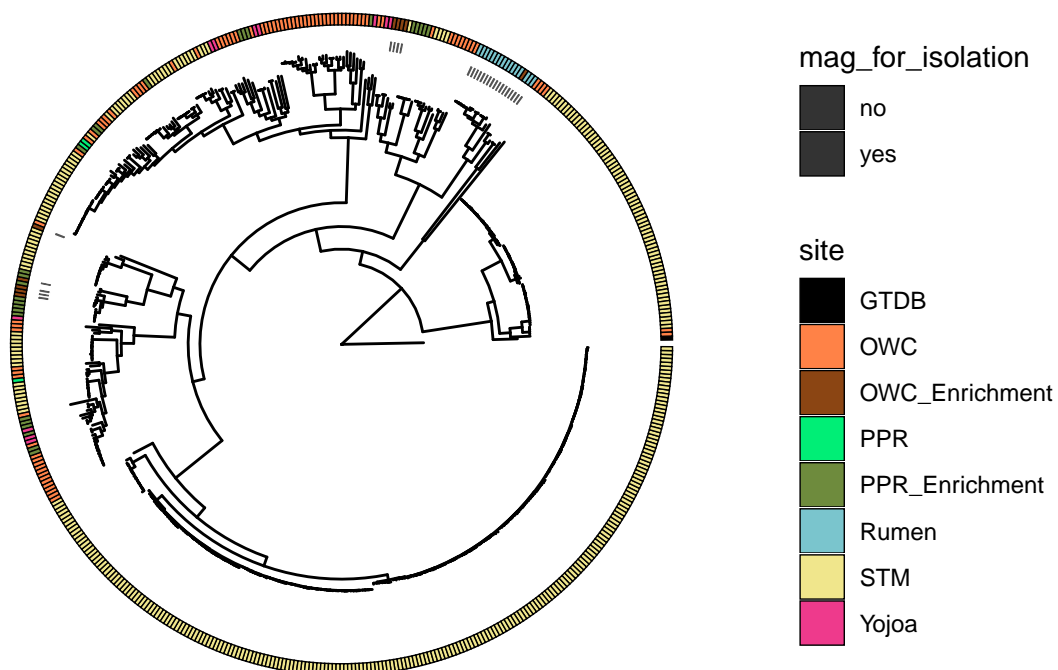 mag_for_isolation
no
yes
site
GTDB
OWC
OWC_Enrichment
PPR
PPR_Enrichment
Rumen
STM
Yojoa